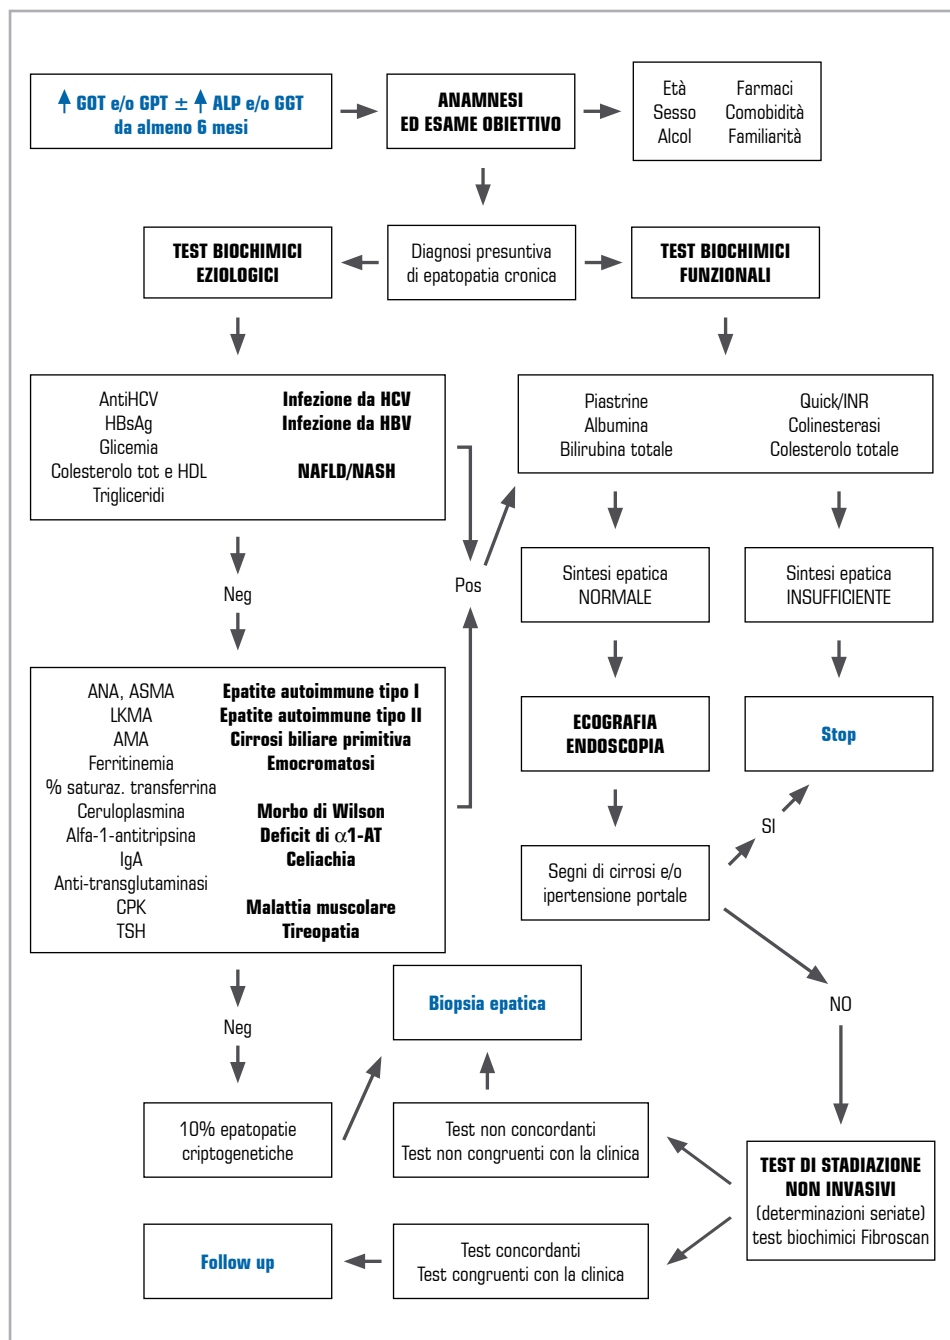 ↑ GOT e/o GPT ± ↑ ALP e/o GGT
da almeno 6 mesi
ANAMNESI
ED ESAME OBIETTIVO
Età Farmaci
Sesso Comobidità
Alcol Familiarità
TEST BIOCHIMICI
EZIOLOGICI
Diagnosi presuntiva
di epatopatia cronica
TEST BIOCHIMICI
FUNZIONALI
AntiHCV Infezione da HCV
HBsAg Infezione da HBV
Glicemia
Colesterolo tot e HDL NAFLD/NASH
Trigliceridi
Piastrine Quick/INR
Albumina Colinesterasi
Bilirubina totale Colesterolo totale
Neg
Pos
Sintesi epatica
NORMALE
Sintesi epatica
INSUFFICIENTE
ANA, ASMA Epatite autoimmune tipo I
LKMA Epatite autoimmune tipo II
AMA Cirrosi biliare primitiva
Ferritinemia Emocromatosi
% saturaz. transferrina
Ceruloplasmina Morbo di Wilson
Alfa-1-antitripsina Deficit di α1-AT
IgA Celiachia
Anti-transglutaminasi
CPK Malattia muscolare
TSH Tireopatia
ECOGRAFIA
ENDOSCOPIA
Stop
SI
Segni di cirrosi e/o
ipertensione portale
NO
Neg
Biopsia epatica
10% epatopatie
criptogenetiche
Test non concordanti
Test non congruenti con la clinica
TEST DI STADIAZIONE
NON INVASIVI
(determinazioni seriate)
test biochimici Fibroscan
Follow up
Test concordanti
Test congruenti con la clinica